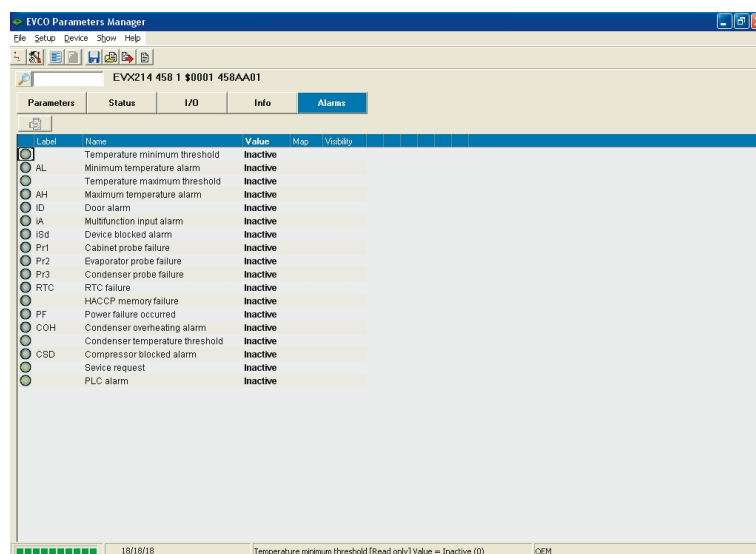 EVCO Parameters Manager
File Setup Device Show Help
EVX214 458 1 $0001 458AA01
Parameters Status I/O Info Alarms
Label Name Value Map Visibility
Temperature minimum threshold Inactive
AL Minimum temperature alarm Inactive
Temperature maximum threshold Inactive
AH Maximum temperature alarm Inactive
ID Door alarm Inactive
iA Multifunction input alarm Inactive
iSd Device blocked alarm Inactive
Pr1 Cabinet probe failure Inactive
Pr2 Evaporator probe failure Inactive
Pr3 Condenser probe failure Inactive
RTC RTC failure Inactive
HACCP memory failure Inactive
PF Power failure occurred Inactive
COH Condenser overheating alarm Inactive
Condenser temperature threshold Inactive
CSD Compressor blocked alarm Inactive
Sevice request Inactive
PLC alarm Inactive
18/18/18 Temperature minimum threshold [Read only] Value = Inactive (0) OEM